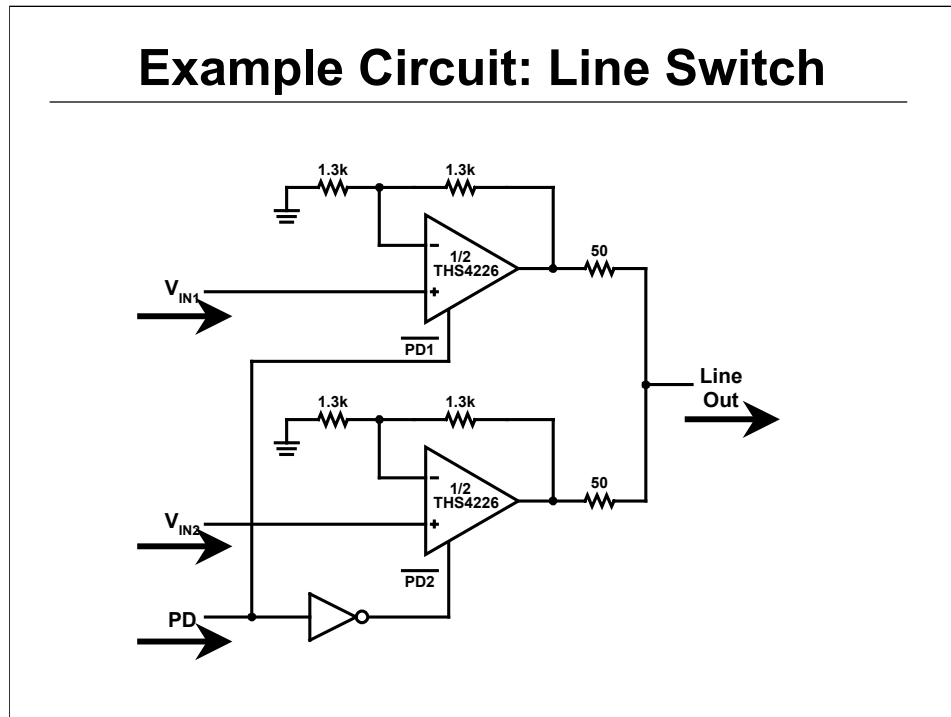 Example Circuit: Line Switch
1.3k
1.3k
-
1/2
THS4226
+
50
V_IN1
PD1
Line
Out
1.3k
1.3k
-
1/2
THS4226
+
50
V_IN2
PD2
PD